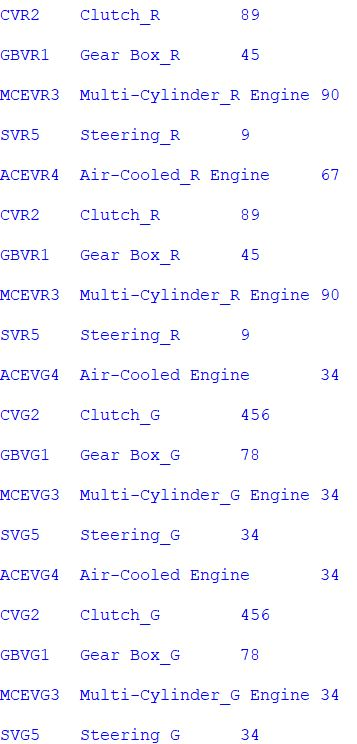 CVR2 Clutch_R 89
GBVR1 Gear Box_R 45
MCEVR3 Multi-Cylinder_R Engine 90
SVR5 Steering_R 9
ACEVR4 Air-Cooled_R Engine 67
CVR2 Clutch_R 89
GBVR1 Gear Box_R 45
MCEVR3 Multi-Cylinder_R Engine 90
SVR5 Steering_R 9
ACEVG4 Air-Cooled Engine 34
CVG2 Clutch_G 456
GBVG1 Gear Box_G 78
MCEVG3 Multi-Cylinder_G Engine 34
SVG5 Steering_G 34
ACEVG4 Air-Cooled Engine 34
CVG2 Clutch_G 456
GBVG1 Gear Box_G 78
MCEVG3 Multi-Cylinder_G Engine 34
SVG5 Steering G 34